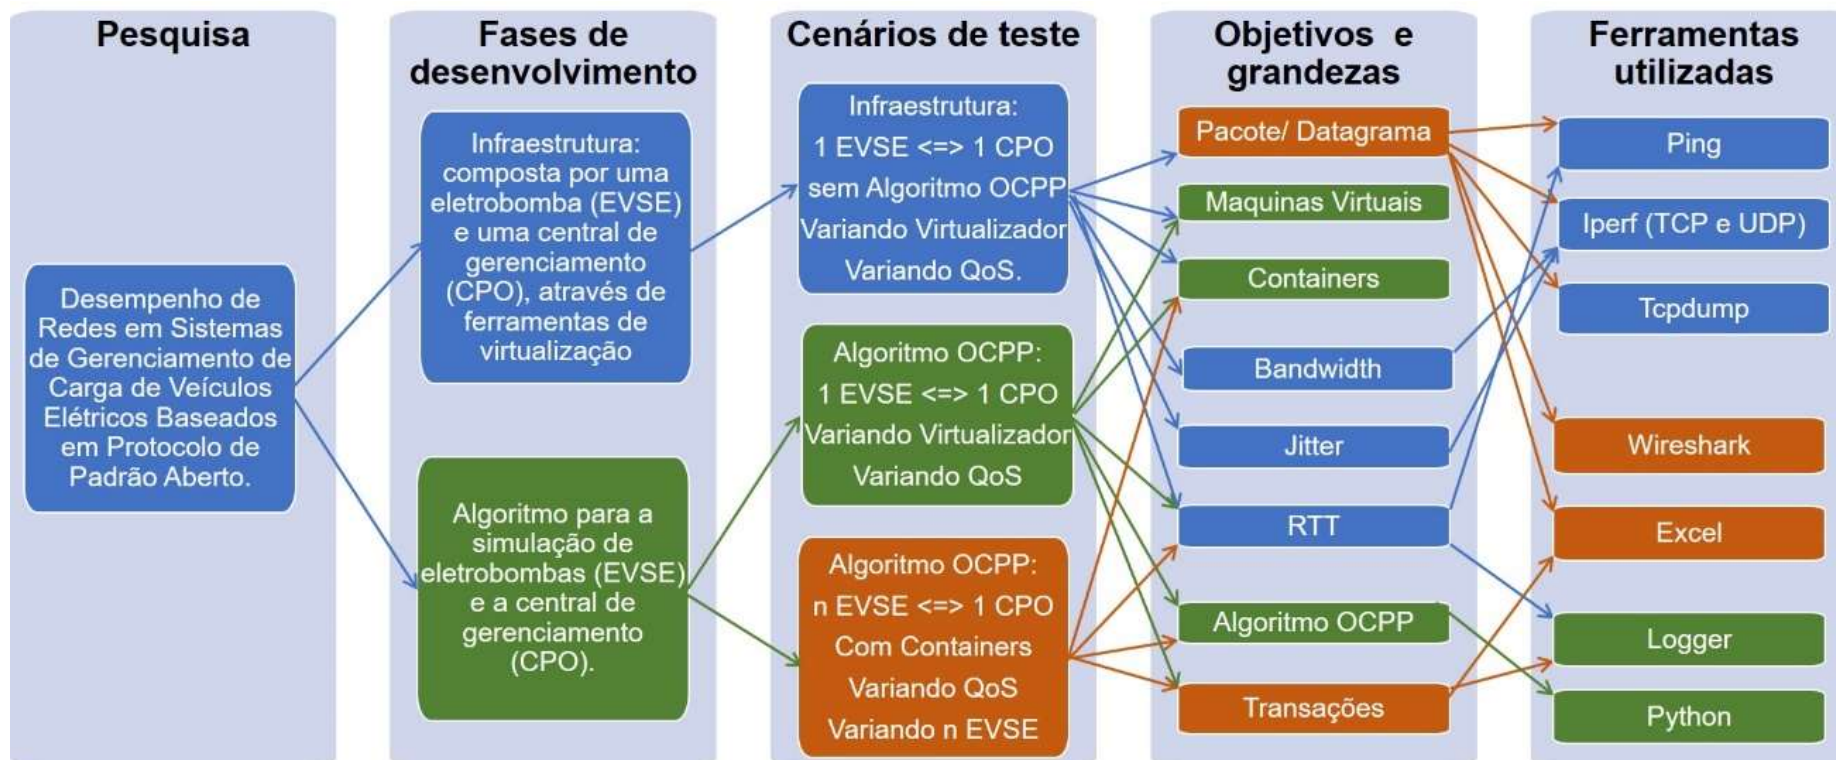 Pesquisa
Desempenho de
Redes em Sistemas
de Gerenciamento de
Carga de Veículos
Elétricos Baseados
em Protocolo de
Padrão Aberto.
Fases de
desenvolvimento
Infraestrutura:
composta por uma
eletrobomba (EVSE)
e uma central de
gerenciamento
(CPO), através de
ferramentas de
virtualização
Algoritmo para a
simulação de
eletrobombas (EVSE)
e a central de
gerenciamento
(CPO).
Cenários de teste
Infraestrutura:
1 EVSE <=> 1 CPO
sem Algoritmo OCPP
Variando Virtualizador
Variando QoS.
Algoritmo OCPP:
1 EVSE <=> 1 CPO
Variando Virtualizador
Variando QoS
Algoritmo OCPP:
n EVSE <=> 1 CPO
Com Containers
Variando QoS
Variando n EVSE
Objetivos e
grandezas
Pacote/ Datagrama
Maquinas Virtuais
Containers
Bandwidth
Jitter
RTT
Algoritmo OCPP
Transações
Ferramentas
utilizadas
Ping
Iperf (TCP e UDP)
Tcpdump
Wireshark
Excel
Logger
Python